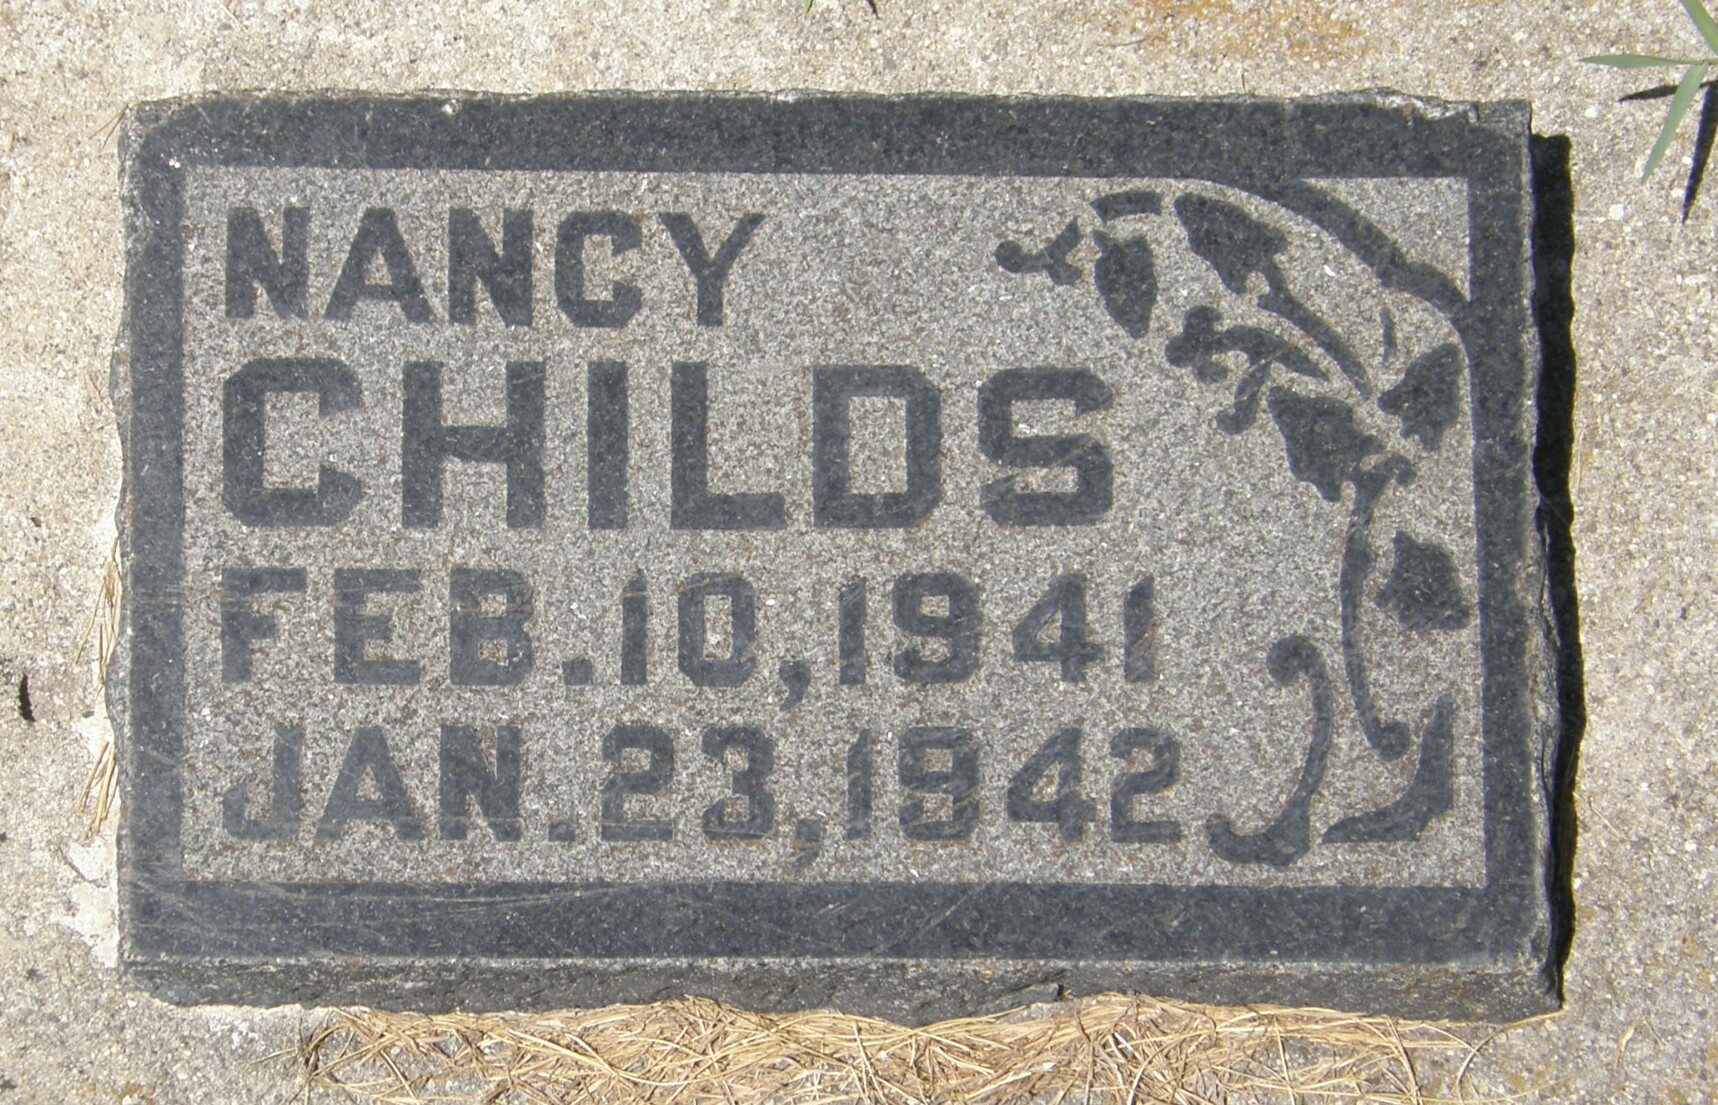 NANCY
CHILDS
FEB.10,1941
JAN.23,1942